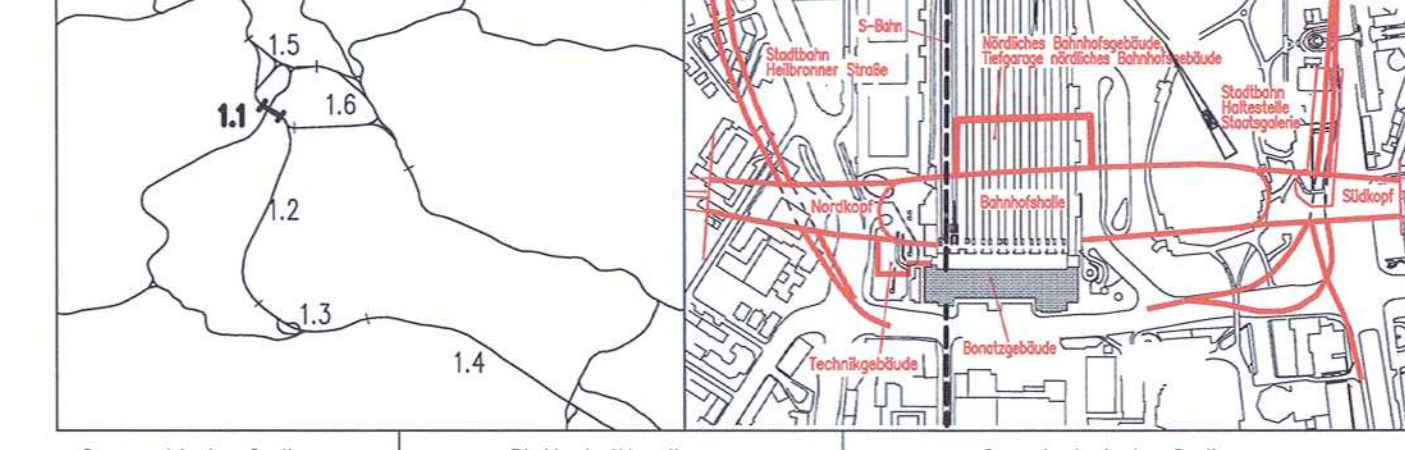 1.5
1.6
1.1
1.2
1.3
1.4
S-Bahn
Stadtbahn
Heilbronner Straße
Nördliches Bahnhofsgebäude,
Tiefgarage nördliches Bahnhofsgebäude
Stadtbahn
Haltestelle
Staatsgalerie
Nordkopf
Bahnhofshalle
Südkopf
Technikgebäude
Bonatzgebäude